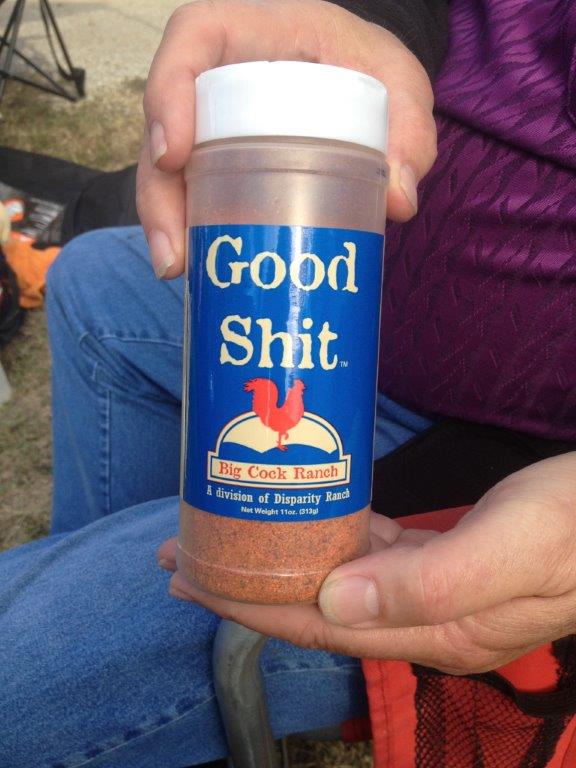 Good
Shit™
Big Cock Ranch
A division of Disparity Ranch
Net Weight 11oz. (313g)